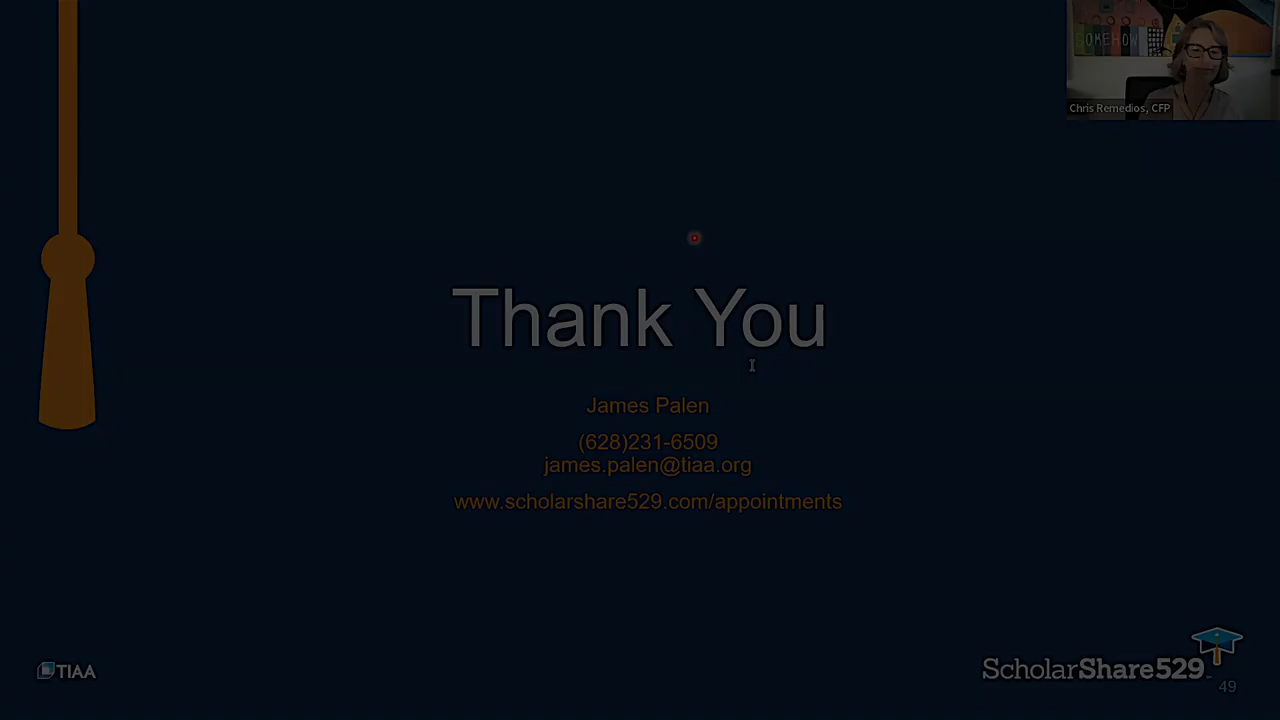 SOMEHOW
Chris Remedios, CFP
Thank You
James Palen
(628)231-6509
james.palen@tiaa.org
www.scholarshare529.com/appointments
TIAA
ScholarShare529
49